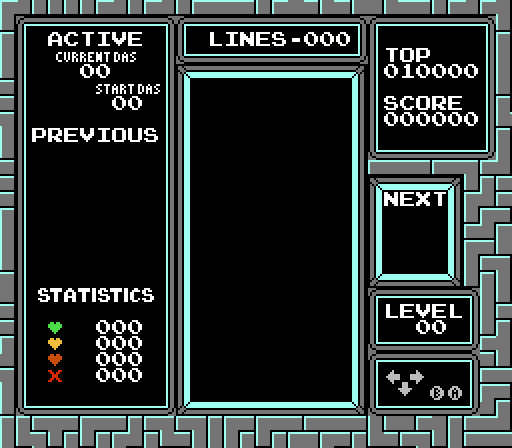 ACTIVE
CURRENT DAS
00
START DAS
00
PREVIOUS
STATISTICS
000
000
000
X 000
LINES-000
TOP
010000
SCORE
000000
NEXT
LEVEL
00
B A